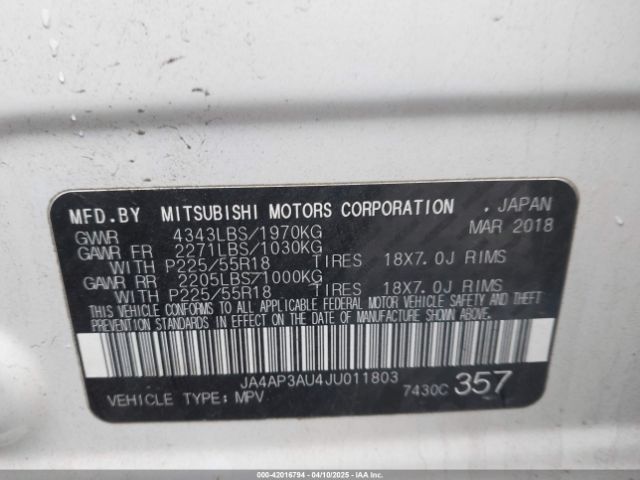 MFD.BY MITSUBISHI MOTORS CORPORATION , JAPAN
GVWR 4343LBS/1970KG MAR 2018
GAWR FR 2271LBS/1030KG
WITH P225/55R18 TIRES 18X7.0J RIMS
GAWR RR 2205LBS/1000KG
WITH P225/55R18 TIRES 18X7.0J RIMS
THIS VEHICLE CONFORMS TO ALL APPLICABLE FEDERAL MOTOR VEHICLE SAFETY AND THEFT
PREVENTION STANDARDS IN EFFECT ON THE DATE OF MANUFACTURE SHOWN ABOVE.
JA4AP3AU4JU011803
VEHICLE TYPE: MPV 7430C 357
000-42016794 - 04/10/2025 - IAAI.COM